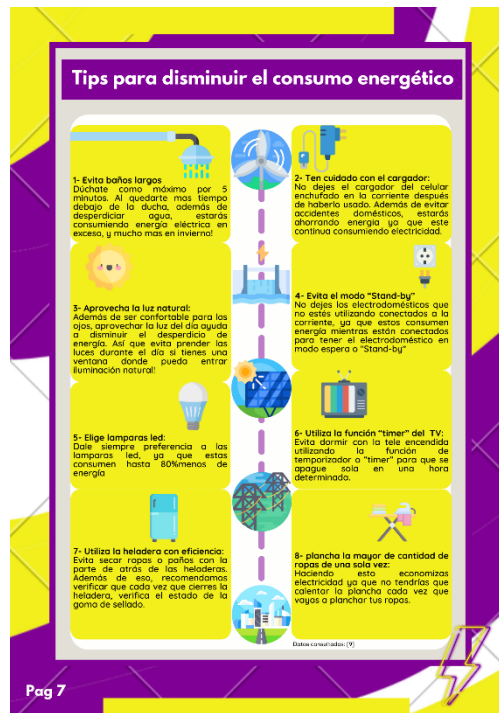 Tips para disminuir el consumo energético
1- Evita baños largos
Dúchate como máximo por 5
minutos. Al quedarte mas tiempo
debajo de la ducha, además de
desperdiciar agua, estarás
consumiendo energía eléctrica en
exceso, y mucho mas en invierno!
2- Ten cuidado con el cargador:
No dejes el cargador del celular
enchufado en la corriente después
de haberlo usado. Además de evitar
accidentes domésticos, estarás
ahorrando energía ya que este
continua consumiendo electricidad.
3- Aprovecha la luz natural:
Además de ser confortable para los
ojos, aprovechar la luz del día ayuda
a disminuir el desperdicio de
energía. Así que evita prender las
luces durante el día si tienes una
ventana donde pueda entrar
iluminación natural!
4- Evita el modo "Stand-by"
No dejes los electrodomésticos que
no estés utilizando conectados a la
corriente, ya que estos consumen
energía mientras están conectados
para tener el electrodoméstico en
modo espera o "Stand-by"
5- Elige lamparas led:
Dale siempre preferencia a las
lamparas led, ya que estas
consumen hasta 80%menos de
energía
6- Utiliza la función "timer" del TV:
Evita dormir con la tele encendida
utilizando la función de
temporizador o "timer" para que se
apague sola en una hora
determinado.
7- Utiliza la heladera con eficiencia:
Evita secar ropas o paños con la
parte de atrás de las heladeras.
Además de eso, recomendamos
verificar que cada vez que cierres la
heladera, verifica el estado de la
goma de sellado.
8- plancha la mayor de cantidad de
ropas de una sola vez:
Haciendo esto economizas
electricidad ya que no tendrías que
calentar la plancha cada vez que
vayas a planchar tus ropas.
Datos consultados: [9]
Pag 7